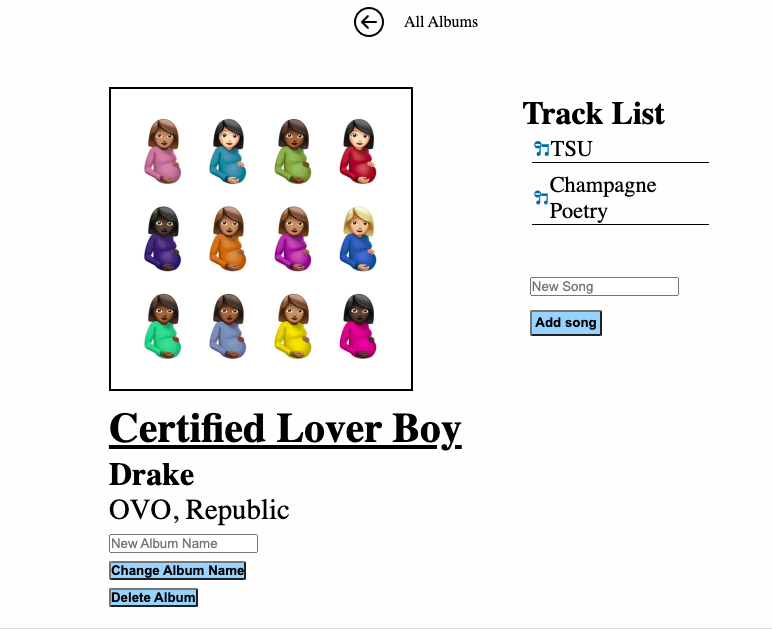 All Albums
Track List
TSU
Champagne
Poetry
New Song
Add song
Certified Lover Boy
Drake
OVO, Republic
New Album Name
Change Album Name
Delete Album